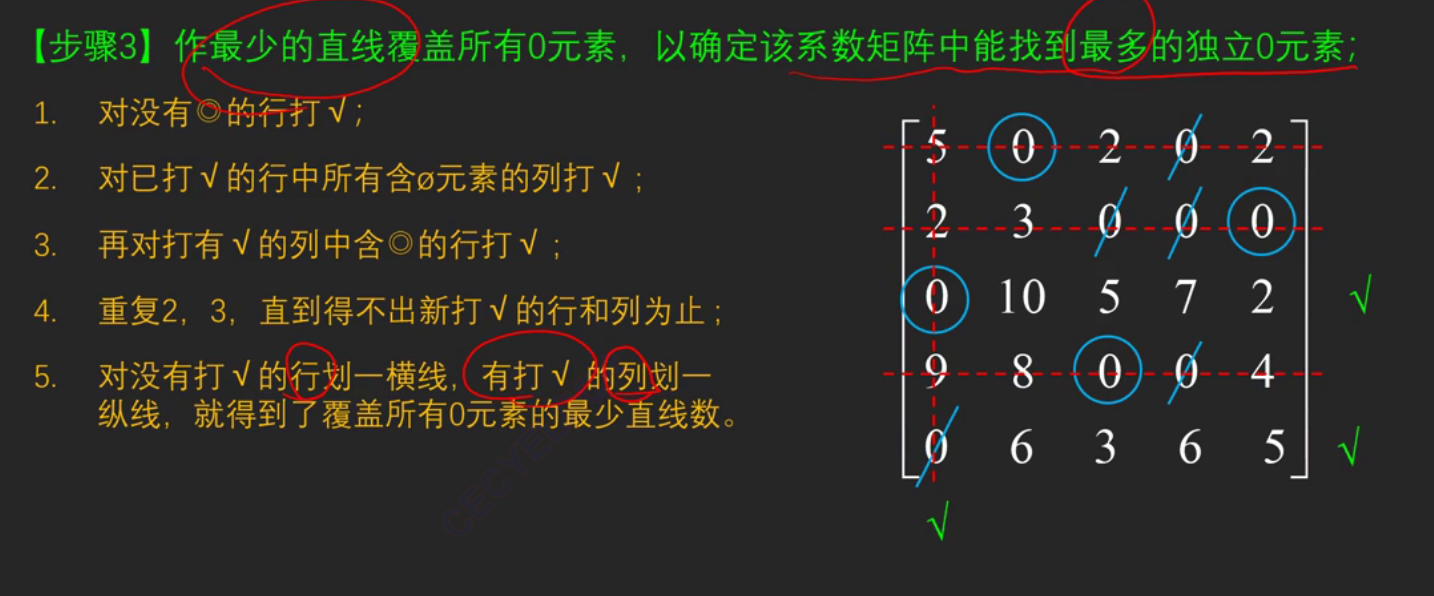 【步骤3】作最少的直线覆盖所有0元素，以确定该系数矩阵中能找到最多的独立0元素；
1. 对没有◎的行打√；
2. 对已打√的行中所有含ø元素的列打√；
3. 再对打有√的列中含◎的行打√；
4. 重复2，3，直到得不出新打√的行和列为止；
5. 对没有打√的行划一横线，有打√的列划一
纵线，就得到了覆盖所有0元素的最少直线数。
5 0 2 0 2
2 3 0 0 0
0 10 5 7 2 √
9 8 0 0 4
0 6 3 6 5 √
√